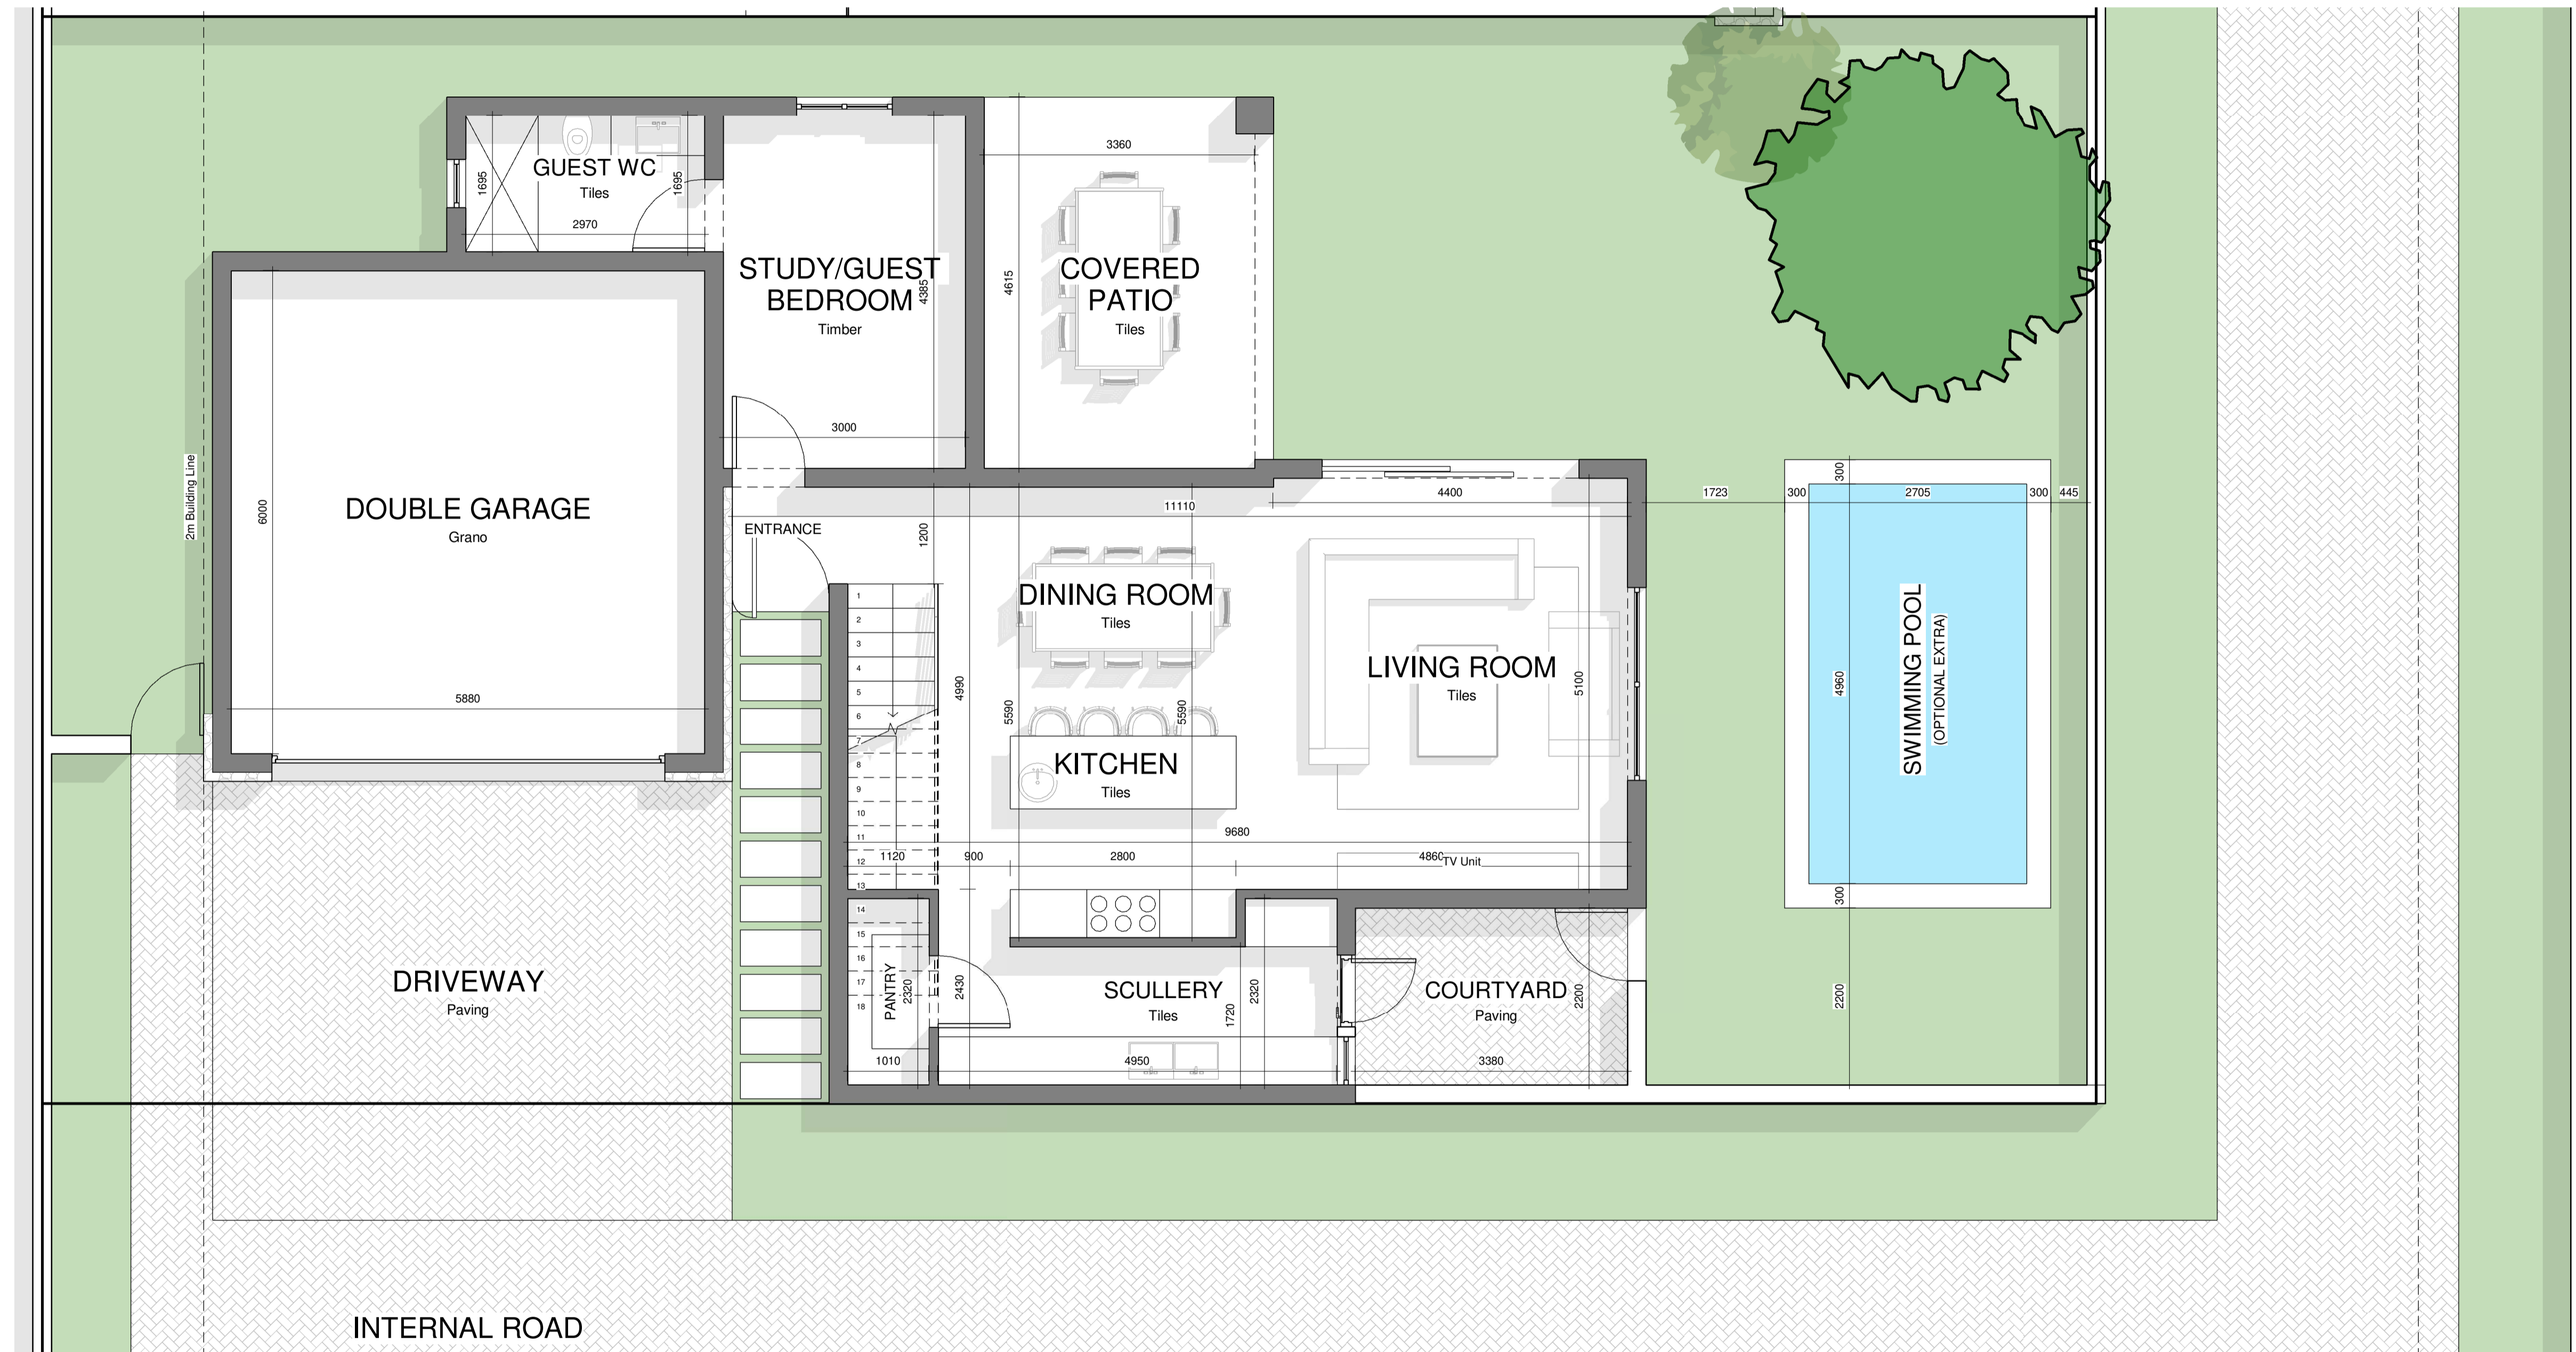 GUEST WC
Tiles
1695
1695
2970
3360
STUDY/GUEST
BEDROOM
Timber
4385
3000
4615
COVERED
PATIO
Tiles
2m Building Line
6000
DOUBLE GARAGE
Grano
5880
ENTRANCE
11110
1200
4400
1723
300
300
2705
300
445
DINING ROOM
Tiles
4990
5590
5590
LIVING ROOM
Tiles
5100
4960
SWIMMING POOL
(OPTIONAL EXTRA)
300
1
2
3
4
5
6
7
8
9
10
11
12
13
14
15
16
17
18
KITCHEN
Tiles
9680
1120
900
2800
4860
TV Unit
DRIVEWAY
Paving
PANTRY
2320
2430
1010
SCULLERY
Tiles
1720
2320
4950
COURTYARD
Paving
2200
3380
2200
INTERNAL ROAD